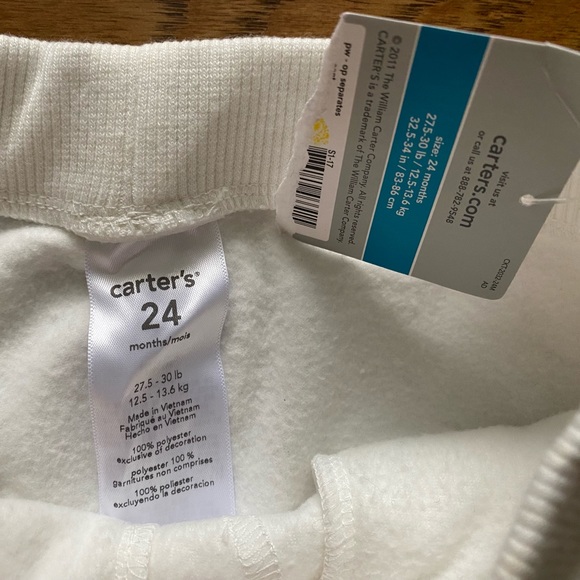 carter's®
24
months/mois
27.5 - 30 lb
12.5 - 13.6 kg
Made in Vietnam
Fabriqué au Vietnam
Hecho en Vietnam
100% polyester
exclusive of decoration
polyester 100 %
garnitures non comprises
100% polyester
excluyendo la decoracion
Visit us at
carters.com
or call us at 888-782-9548
size: 24 months
27.5-30 lb / 12.5-13.6 kg
32.5-34 in / 83-86 cm
© 2011 The William Carter Company. All rights reserved.
CARTER'S is a trademark of The William Carter Company
pw - op separates
S1-17